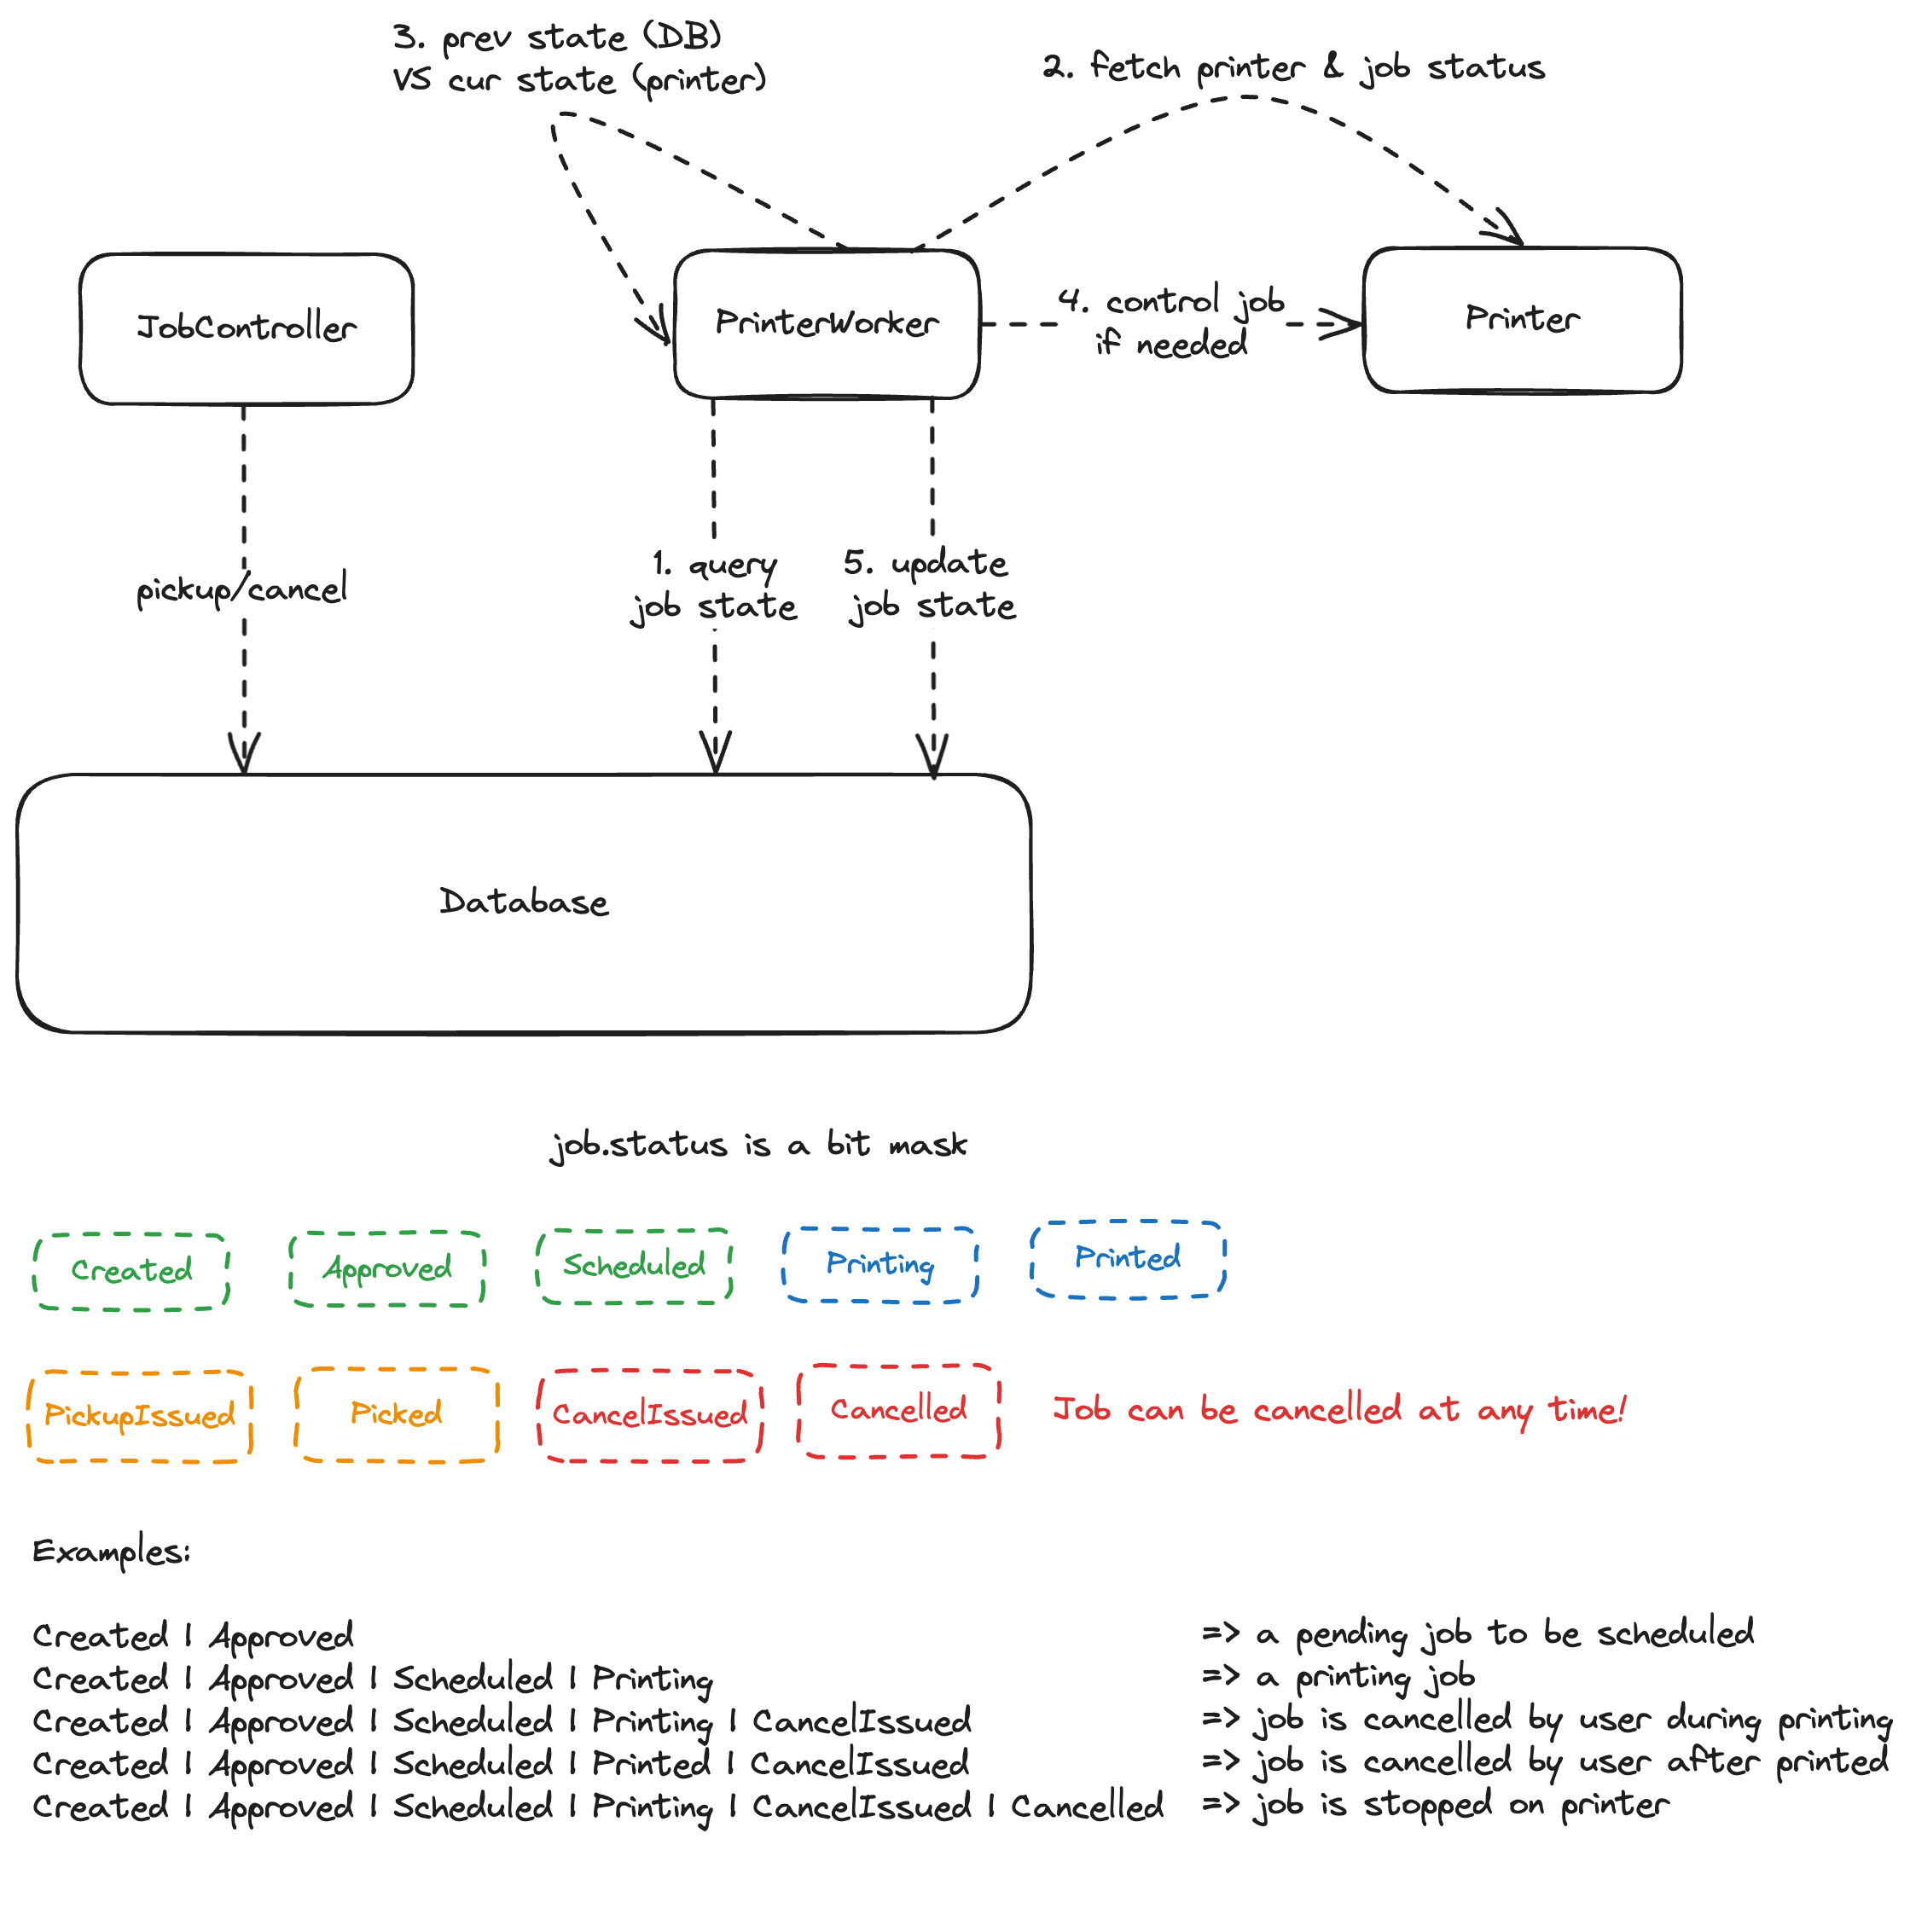 3. prev state (DB)
VS cur state (printer)
2. fetch printer & job status
JobController
PrinterWorker
4. control job
if needed
Printer
pickup/cancel
1. query
job state
5. update
job state
Database
job.status is a bit mask
Created
Approved
Scheduled
Printing
Printed
PickupIssued
Picked
CancelIssued
Cancelled
Job can be cancelled at any time!
Examples:
Created | Approved => a pending job to be scheduled
Created | Approved | Scheduled | Printing => a printing job
Created | Approved | Scheduled | Printing | CancelIssued => job is cancelled by user during printing
Created | Approved | Scheduled | Printed | CancelIssued => job is cancelled by user after printed
Created | Approved | Scheduled | Printing | CancelIssued | Cancelled => job is stopped on printer